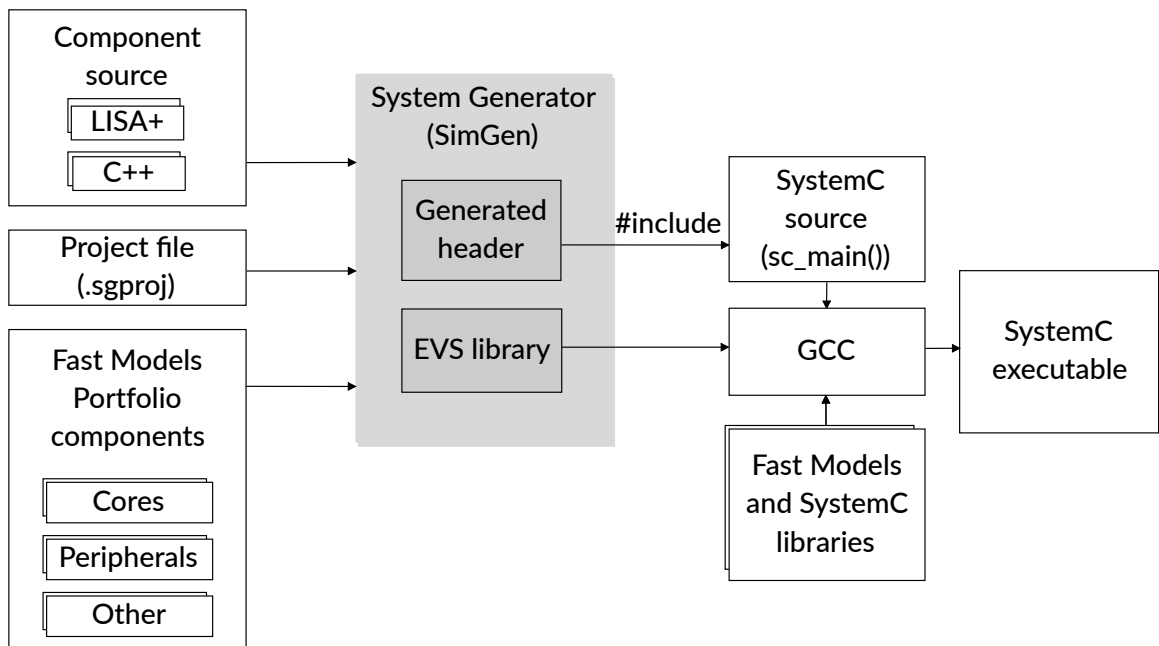 Component
source
LISA+
C++
Project file
(.sgproj)
Fast Models
Portfolio
components
Cores
Peripherals
Other
System Generator
(SimGen)
Generated
header
EVS library
#include
SystemC
source
(sc_main())
GCC
Fast Models
and SystemC
libraries
SystemC
executable